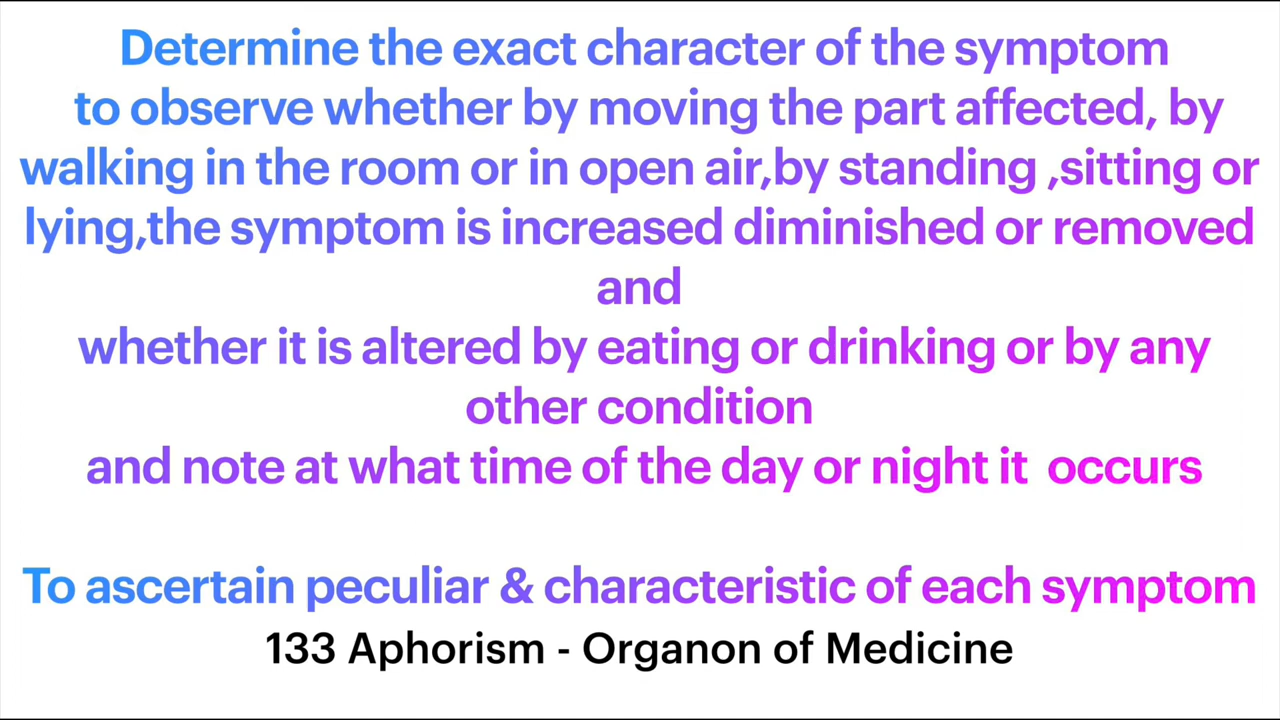 Determine the exact character of the symptom
to observe whether by moving the part affected, by
walking in the room or in open air,by standing ,sitting or
lying,the symptom is increased diminished or removed
and
whether it is altered by eating or drinking or by any
other condition
and note at what time of the day or night it  occurs
To ascertain peculiar & characteristic of each symptom
133 Aphorism - Organon of Medicine